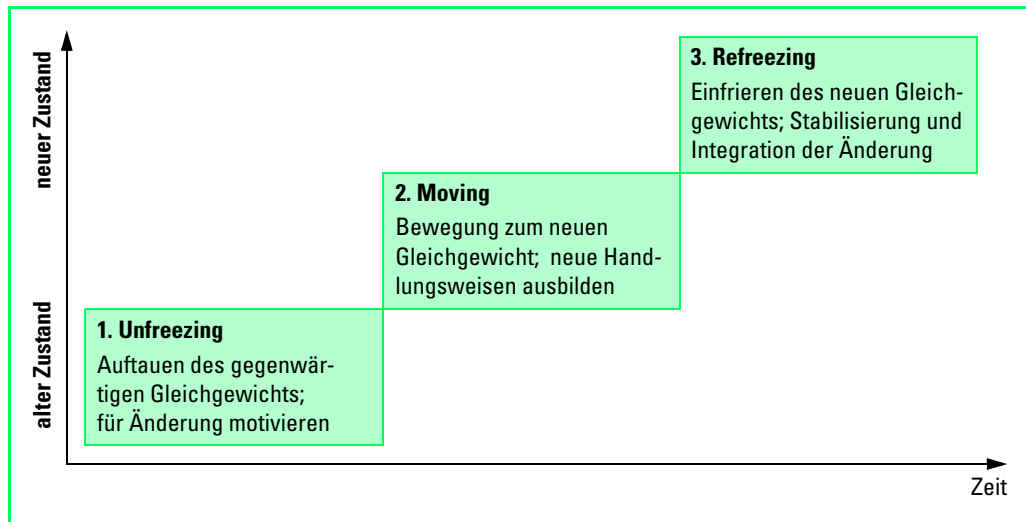 neuer Zustand
alter Zustand
3. Refreezing
Einfrieren des neuen Gleich-
gewichts; Stabilisierung und
Integration der Änderung
2. Moving
Bewegung zum neuen
Gleichgewicht; neue Hand-
lungsweisen ausbilden
1. Unfreezing
Auftauen des gegenwär-
tigen Gleichgewichts;
für Änderung motivieren
Zeit